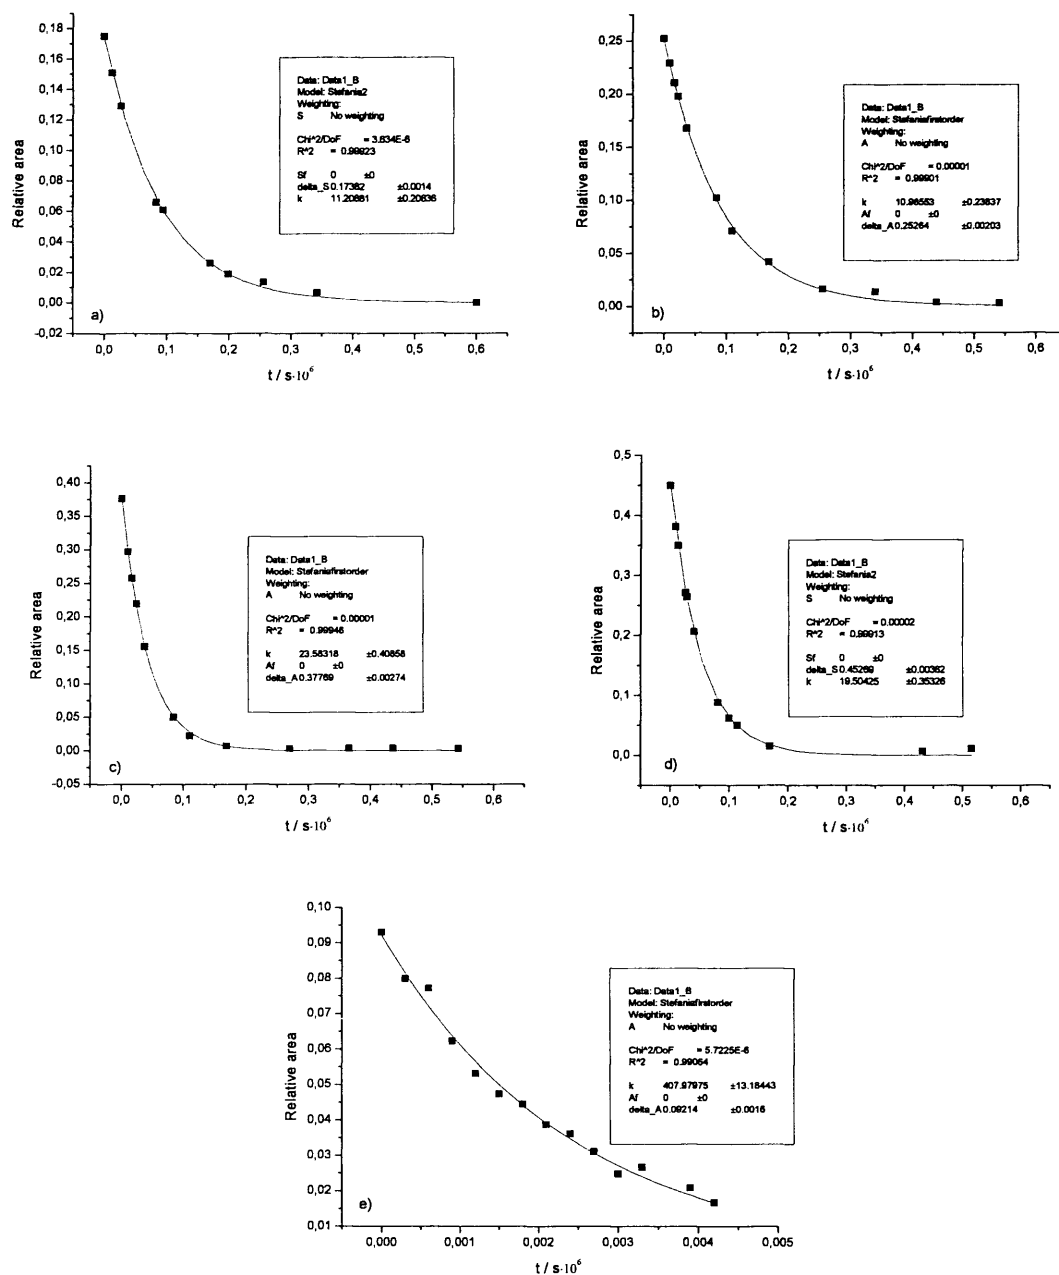 0,18
0,16
0,14
0,12
0,10
0,08
0,06
0,04
0,02
0,00
-0,02
Relative area
a)
0,0 0,1 0,2 0,3 0,4 0,5 0,6
t / s·10⁶
Data: Data1_B
Model: Stefania2
Weighting:
S No weighting
Chi^2/DoF = 3.634E-6
R^2 = 0.99923
Sf 0 ±0
delta_S 0.17382 ±0.0014
k 11.20881 ±0.20836
0,25
0,20
0,15
0,10
0,05
0,00
Relative area
b)
0,0 0,1 0,2 0,3 0,4 0,5 0,6
t / s·10⁶
Data: Data1_B
Model: Stefaniafirstorder
Weighting:
A No weighting
Chi^2/DoF = 0.00001
R^2 = 0.99901
k 10.98553 ±0.23837
Af 0 ±0
delta_A 0.25264 ±0.00203
0,40
0,35
0,30
0,25
0,20
0,15
0,10
0,05
0,00
-0,05
Relative area
c)
0,0 0,1 0,2 0,3 0,4 0,5 0,6
t / s·10⁶
Data: Data1_B
Model: Stefaniafirstorder
Weighting:
A No weighting
Chi^2/DoF = 0.00001
R^2 = 0.99946
k 23.58318 ±0.40858
Af 0 ±0
delta_A 0.37769 ±0.00274
0,5
0,4
0,3
0,2
0,1
0,0
Relative area
d)
0,0 0,1 0,2 0,3 0,4 0,5 0,6
t / s·10⁶
Data: Data1_B
Model: Stefania2
Weighting:
S No weighting
Chi^2/DoF = 0.00002
R^2 = 0.99913
Sf 0 ±0
delta_S 0.45269 ±0.00362
k 19.50425 ±0.35326
0,10
0,09
0,08
0,07
0,06
0,05
0,04
0,03
0,02
0,01
Relative area
e)
0,000 0,001 0,002 0,003 0,004 0,005
t / s·10⁶
Data: Data1_B
Model: Stefaniafirstorder
Weighting:
A No weighting
Chi^2/DoF = 5.7225E-6
R^2 = 0.99064
k 407.97975 ±13.18443
Af 0 ±0
delta_A 0.09214 ±0.0016